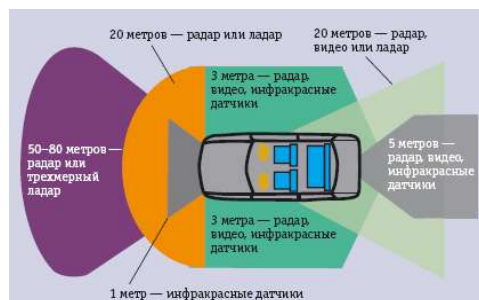 20 метров — радар или ладар
20 метров — радар,
видео или ладар
3 метра — радар,
видео, инфракрасные
датчики
50–80 метров —
радар или
трехмерный
ладар
5 метров —
радар, видео,
инфракрасные
датчики
3 метра — радар,
видео, инфракрасные
датчики
1 метр — инфракрасные датчики